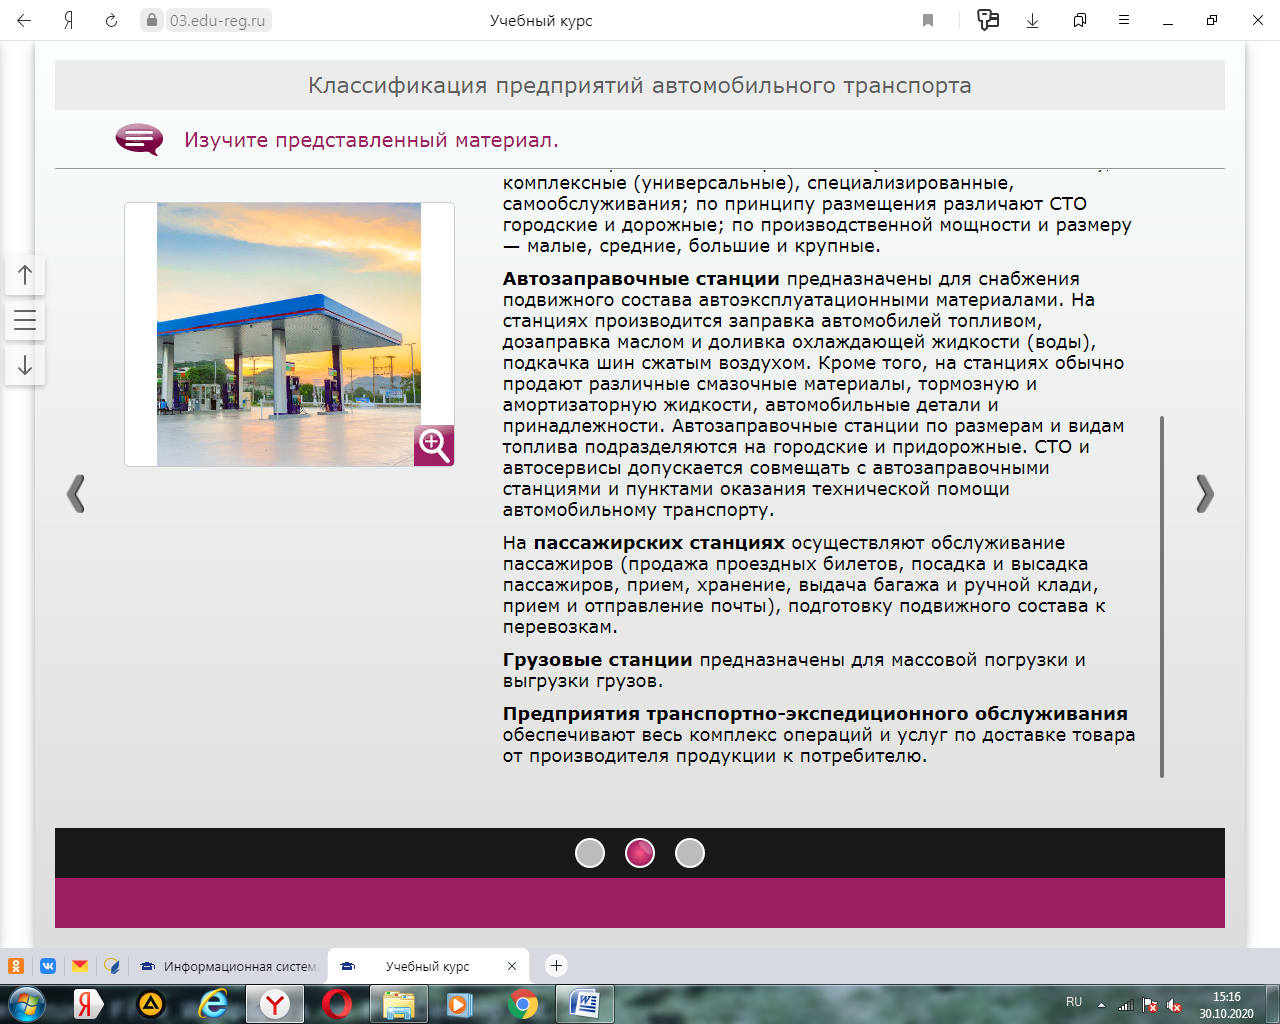 03.edu-reg.ru
Учебный курс
Классификация предприятий автомобильного транспорта
Изучите представленный материал.
комплексные (универсальные), специализированные,
самообслуживания; по принципу размещения различают СТО
городские и дорожные; по производственной мощности и размеру
— малые, средние, большие и крупные.
Автозаправочные станции предназначены для снабжения
подвижного состава автоэксплуатационными материалами. На
станциях производится заправка автомобилей топливом,
дозаправка маслом и доливка охлаждающей жидкости (воды),
подкачка шин сжатым воздухом. Кроме того, на станциях обычно
продают различные смазочные материалы, тормозную и
амортизаторную жидкости, автомобильные детали и
принадлежности. Автозаправочные станции по размерам и видам
топлива подразделяются на городские и придорожные. СТО и
автосервисы допускается совмещать с автозаправочными
станциями и пунктами оказания технической помощи
автомобильному транспорту.
На пассажирских станциях осуществляют обслуживание
пассажиров (продажа проездных билетов, посадка и высадка
пассажиров, прием, хранение, выдача багажа и ручной клади,
прием и отправление почты), подготовку подвижного состава к
перевозкам.
Грузовые станции предназначены для массовой погрузки и
выгрузки грузов.
Предприятия транспортно-экспедиционного обслуживания
обеспечивают весь комплекс операций и услуг по доставке товара
от производителя продукции к потребителю.
Информационная систем
Учебный курс
RU
15:16
30.10.2020